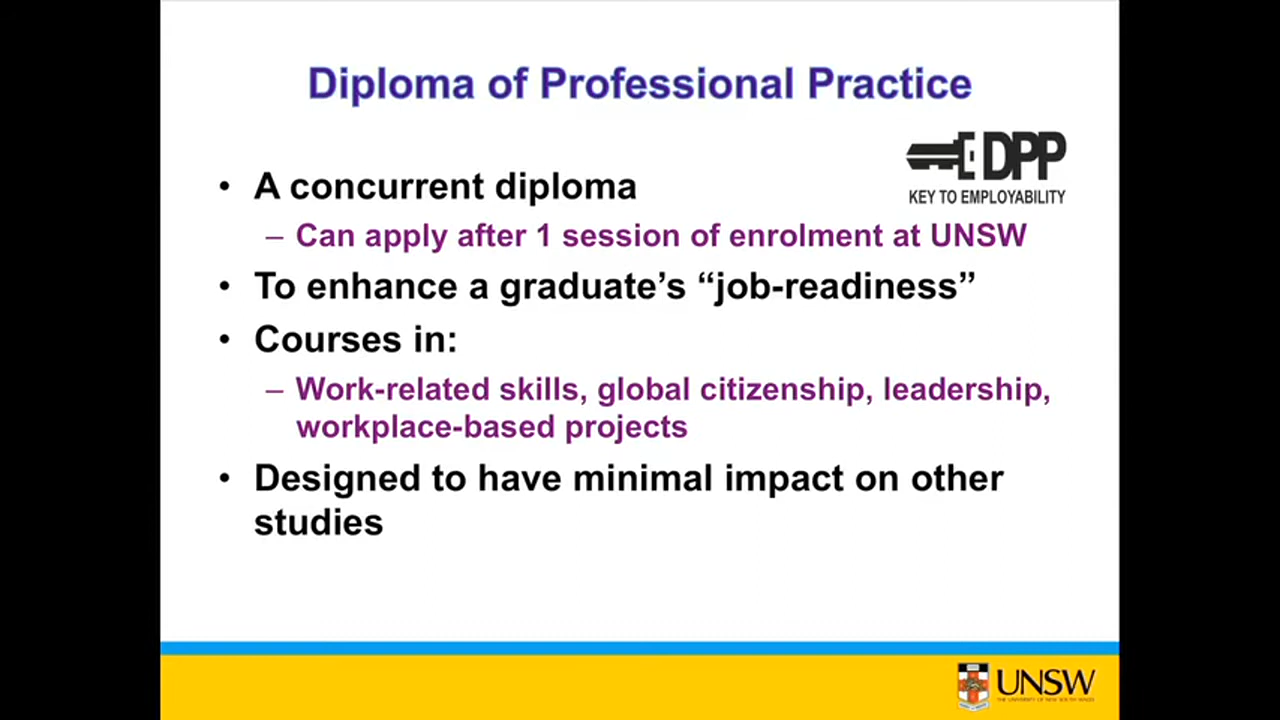 Diploma of Professional Practice
DPP
KEY TO EMPLOYABILITY
• A concurrent diploma
– Can apply after 1 session of enrolment at UNSW
• To enhance a graduate’s “job-readiness”
• Courses in:
– Work-related skills, global citizenship, leadership,
workplace-based projects
• Designed to have minimal impact on other
studies
UNSW
THE UNIVERSITY OF NEW SOUTH WALES